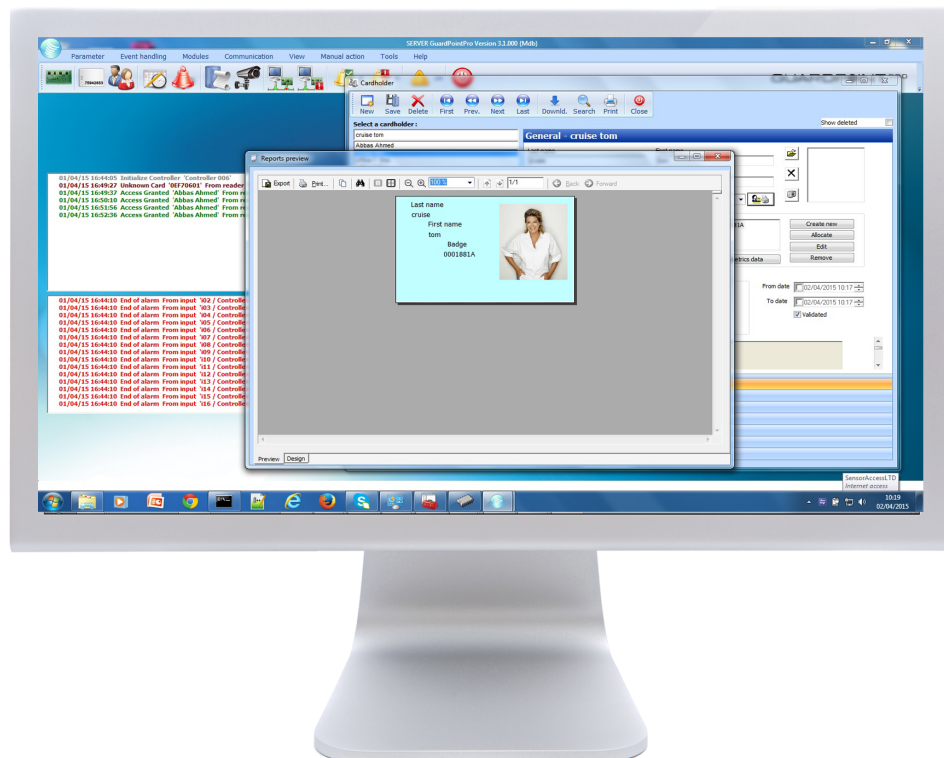 SERVER GuardPointPro Version 3.1.000 (Mdb)
Parameter Event handling Modules Communication View Manual action Tools Help
Cardholder
New Save Delete First Prev. Next Last Downld. Search Print Close
Select a cardholder :
Show deleted
cruise tom
General - cruise tom
Abbas Ahmed
Reports preview
Export Print... 100% 1/1 Back Forward
Last name
cruise
First name
tom
Badge
0001881A
01/04/15 16:44:05 Initialize Controller 'Controller 006'
01/04/15 16:49:27 Unknown Card '0EF70601' From reader
01/04/15 16:49:37 Access Granted 'Abbas Ahmed' From re
01/04/15 16:50:10 Access Granted 'Abbas Ahmed' From re
01/04/15 16:51:56 Access Granted 'Abbas Ahmed' From re
01/04/15 16:52:36 Access Granted 'Abbas Ahmed' From re
Create new
Allocate
Edit
Remove
etrics data
From date 02/04/2015 10:17
To date 02/04/2015 10:17
Validated
01/04/15 16:44:10 End of alarm From input 'i02 / Controlle
01/04/15 16:44:10 End of alarm From input 'i03 / Controlle
01/04/15 16:44:10 End of alarm From input 'i04 / Controlle
01/04/15 16:44:10 End of alarm From input 'i05 / Controlle
01/04/15 16:44:10 End of alarm From input 'i06 / Controlle
01/04/15 16:44:10 End of alarm From input 'i07 / Controlle
01/04/15 16:44:10 End of alarm From input 'i08 / Controlle
01/04/15 16:44:10 End of alarm From input 'i09 / Controlle
01/04/15 16:44:10 End of alarm From input 'i10 / Controlle
01/04/15 16:44:10 End of alarm From input 'i11 / Controlle
01/04/15 16:44:10 End of alarm From input 'i12 / Controlle
01/04/15 16:44:10 End of alarm From input 'i13 / Controlle
01/04/15 16:44:10 End of alarm From input 'i14 / Controlle
01/04/15 16:44:10 End of alarm From input 'i15 / Controlle
01/04/15 16:44:10 End of alarm From input 'i16 / Controlle
Preview Design
SensorAccessLTD
Internet access
10:19
02/04/2015